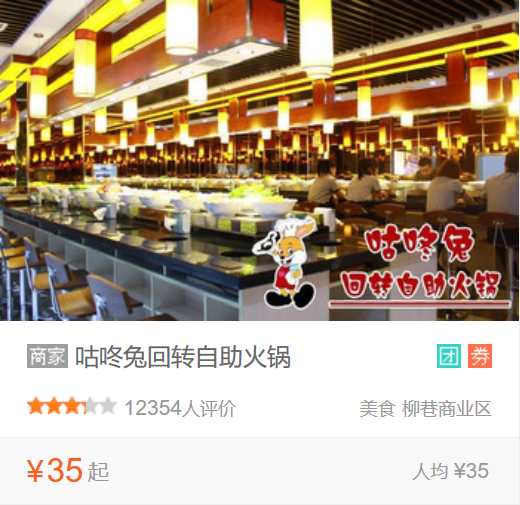 咕咚兔
回转自助火锅
商家 咕咚兔回转自助火锅 团 券
12354人评价 美食 柳巷商业区
¥35起 人均 ¥35